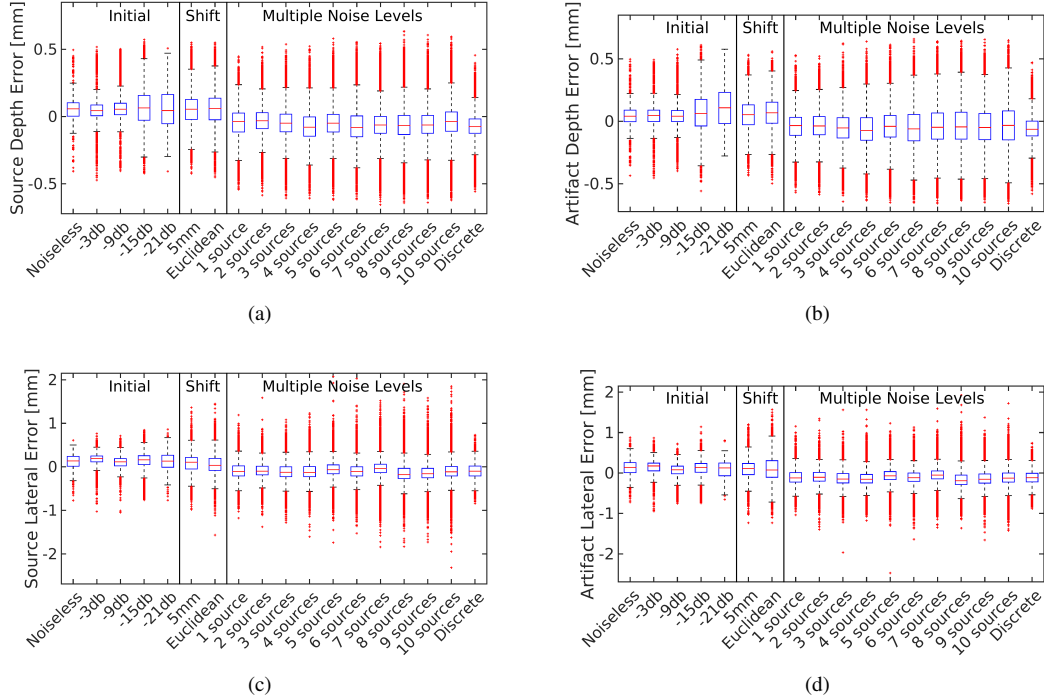 Source Depth Error [mm]
Initial Shift Multiple Noise Levels
0.5
0
-0.5
Noiseless -3db -9db -15db -21db 5mm Euclidean 1 source 2 sources 3 sources 4 sources 5 sources 6 sources 7 sources 8 sources 9 sources 10 sources Discrete
(a)
Artifact Depth Error [mm]
Initial Shift Multiple Noise Levels
0.5
0
-0.5
Noiseless -3db -9db -15db -21db 5mm Euclidean 1 source 2 sources 3 sources 4 sources 5 sources 6 sources 7 sources 8 sources 9 sources 10 sources Discrete
(b)
Source Lateral Error [mm]
Initial Shift Multiple Noise Levels
2
1
0
-1
-2
Noiseless -3db -9db -15db -21db 5mm Euclidean 1 source 2 sources 3 sources 4 sources 5 sources 6 sources 7 sources 8 sources 9 sources 10 sources Discrete
(c)
Artifact Lateral Error [mm]
Initial Shift Multiple Noise Levels
2
1
0
-1
-2
Noiseless -3db -9db -15db -21db 5mm Euclidean 1 source 2 sources 3 sources 4 sources 5 sources 6 sources 7 sources 8 sources 9 sources 10 sources Discrete
(d)